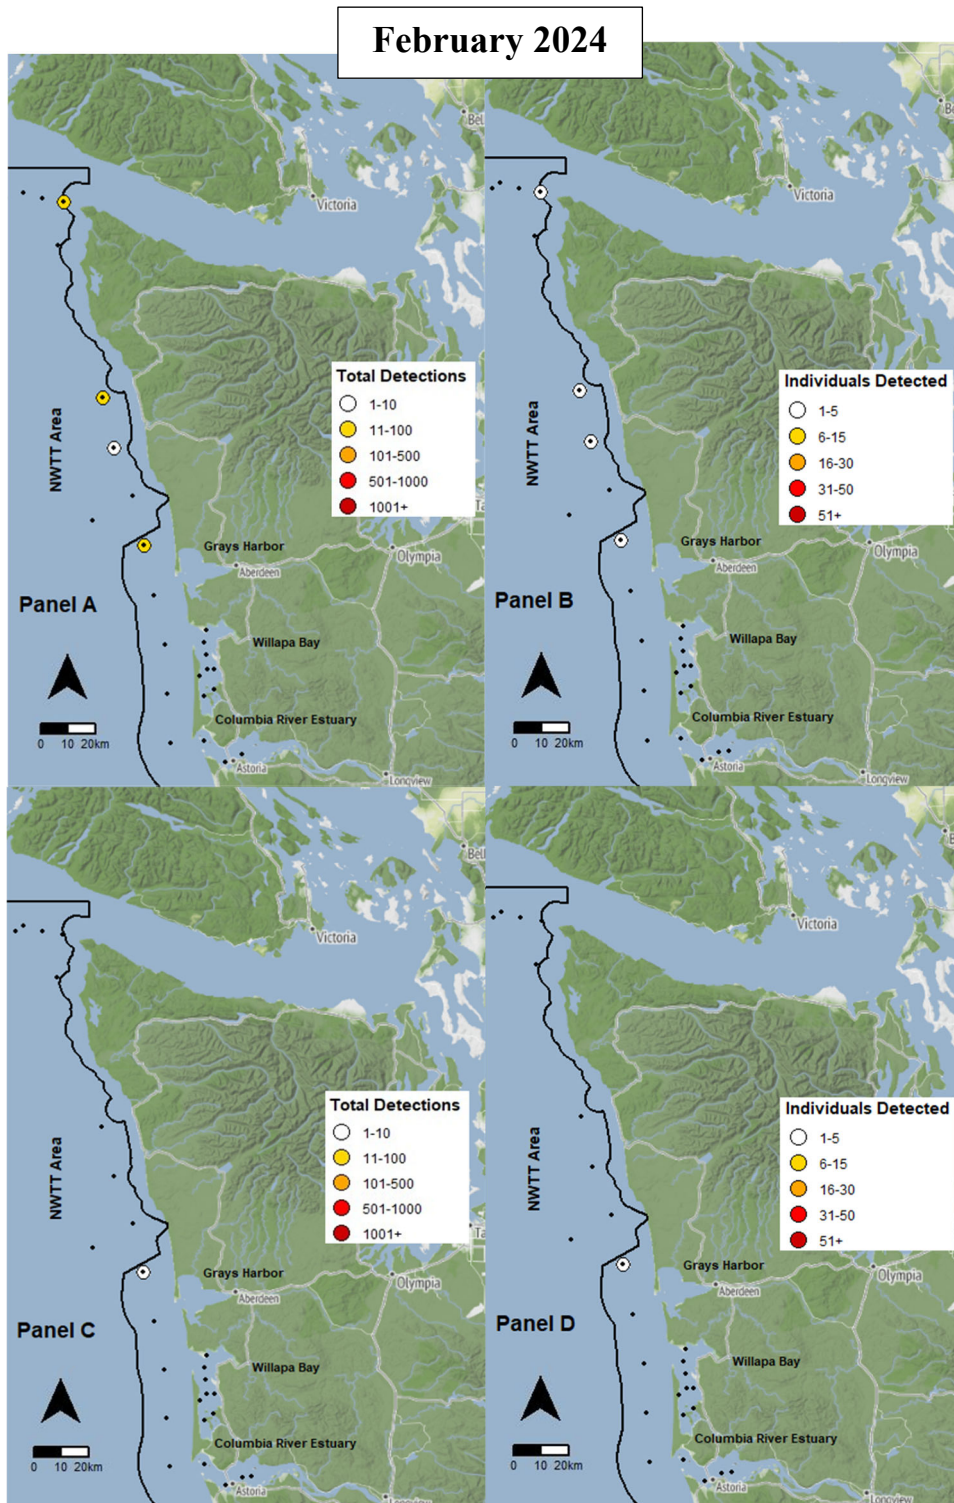 February 2024
Victoria
Bel
NWTT Area
Total Detections
1-10
11-100
101-500
501-1000
1001+
Grays Harbor
Aberdeen
Olympia
Ta
Panel A
Willapa Bay
Columbia River Estuary
0 10 20km
Astoria
Longview
Victoria
Be
NWTT Area
Individuals Detected
1-5
6-15
16-30
31-50
51+
Grays Harbor
Aberdeen
Olympia
Panel B
Willapa Bay
Columbia River Estuary
0 10 20km
Astoria
Longview
Bel
Victoria
NWTT Area
Total Detections
1-10
11-100
101-500
501-1000
1001+
Ta
Grays Harbor
Aberdeen
Olympia
Panel C
Willapa Bay
Columbia River Estuary
0 10 20km
Astoria
Longview
Victoria
NWTT Area
Individuals Detected
1-5
6-15
16-30
31-50
51+
Grays Harbor
Aberdeen
Olympia
Panel D
Willapa Bay
Columbia River Estuary
0 10 20km
Astoria
Longview